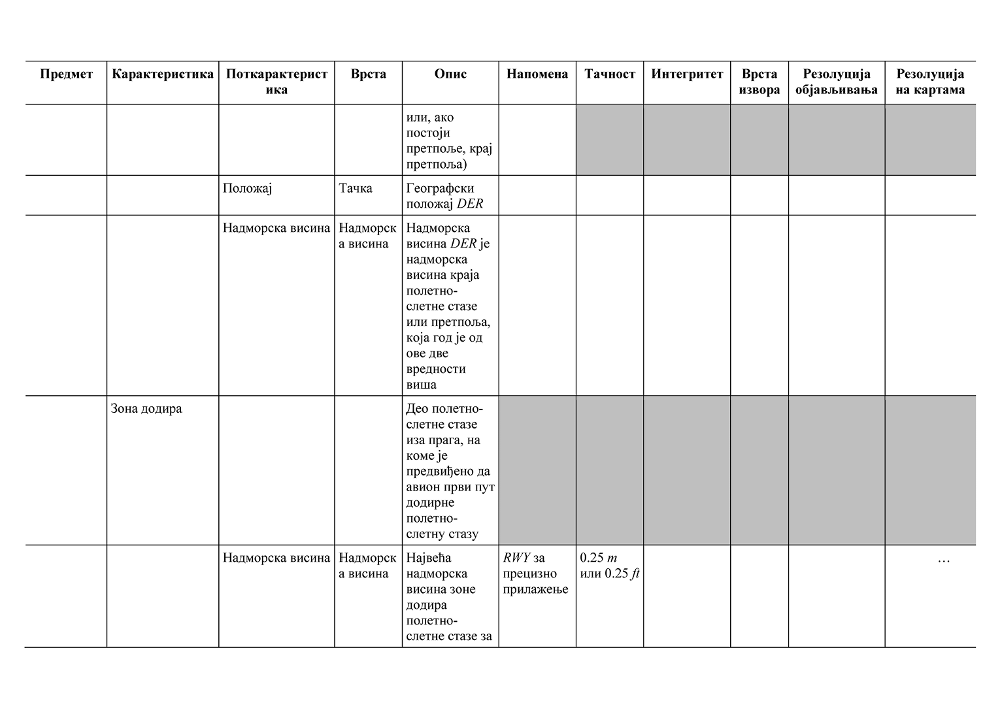 Предмет Карактеристика Поткарактерист Врста Опис Напомена Тачност Интегритет Врста Резолуција Резолуција
ика извора објављивања на картама
или, ако
постоји
претпоље, крај
претпоља)
Положај Тачка Географски
положај DER
Надморска висина Надморск Надморска
а висина висина DER је
надморска
висина краја
полетно-
слетне стазе
или претпоља,
која год је од
ове две
вредности
виша
Зона додира Део полетно-
слетне стазе
иза прага, на
коме је
предвиђено да
авион први пут
додирне
полетно-
слетну стазу
Надморска висина Надморск Највећа RWY за 0.25 m …
а висина надморска прецизно или 0.25 ft
висина зоне прилажење
додира
полетно-
слетне стазе за